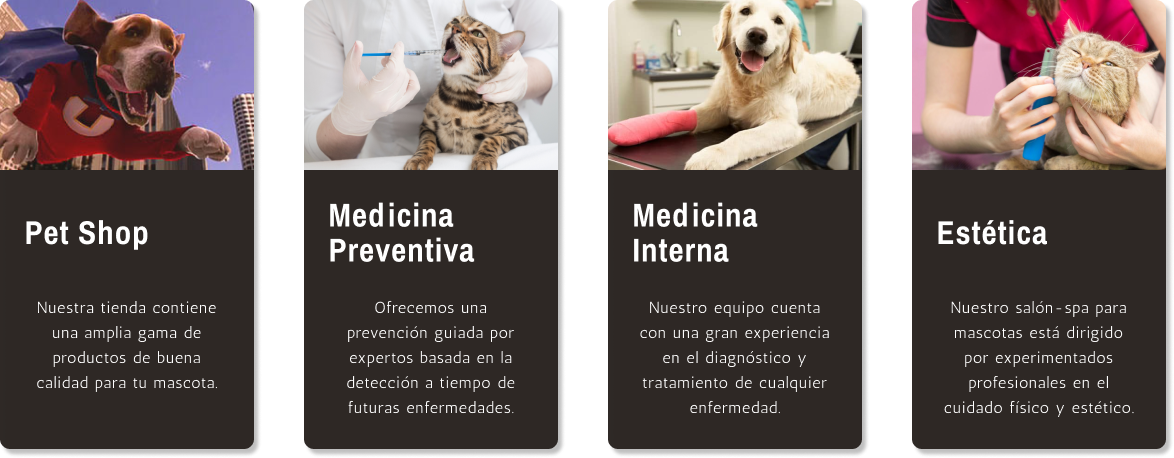 Pet Shop
Nuestra tienda contiene
una amplia gama de
productos de buena
calidad para tu mascota.
Medicina
Preventiva
Ofrecemos una
prevención guiada por
expertos basada en la
detección a tiempo de
futuras enfermedades.
Medicina
Interna
Nuestro equipo cuenta
con una gran experiencia
en el diagnóstico y
tratamiento de cualquier
enfermedad.
Estética
Nuestro salón-spa para
mascotas está dirigido
por experimentados
profesionales en el
cuidado físico y estético.